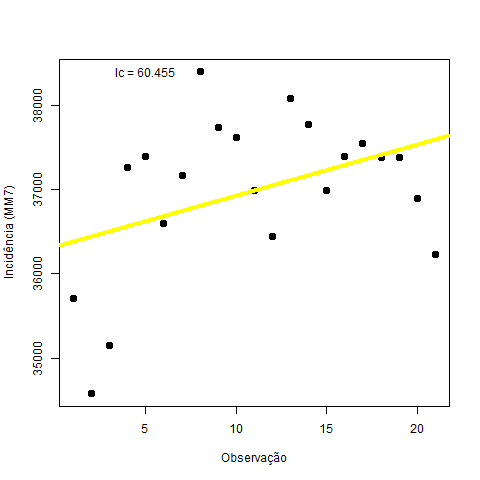 Ic = 60.455
38000
37000
36000
35000
Incidência (MM7)
5 10 15 20
Observação